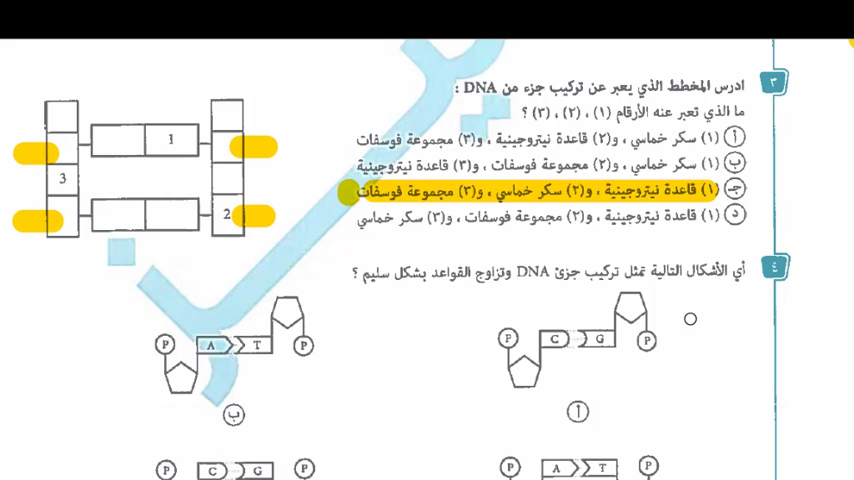 ٣
ادرس المخطط الذي يعبر عن تركيب جزء من DNA :
ما الذي تعبر عنه الأرقام (١) ، (٢) ، (٣) ؟
أ (١) سكر خماسي ، و(٢) قاعدة نيتروجينية ، و(٣) مجموعة فوسفات
ب (١) سكر خماسي ، و(٢) مجموعة فوسفات ، و(٣) قاعدة نيتروجينية
جـ (١) قاعدة نيتروجينية ، و(٢) سكر خماسي ، و(٣) مجموعة فوسفات
د (١) قاعدة نيتروجينية ، و(٢) مجموعة فوسفات ، و(٣) سكر خماسي
1
3
2
٤
أي الأشكال التالية تمثل تركيب جزئ DNA وتزاوج القواعد بشكل سليم ؟
P C G P
أ
P A T P
ب
P A T P
P C G P